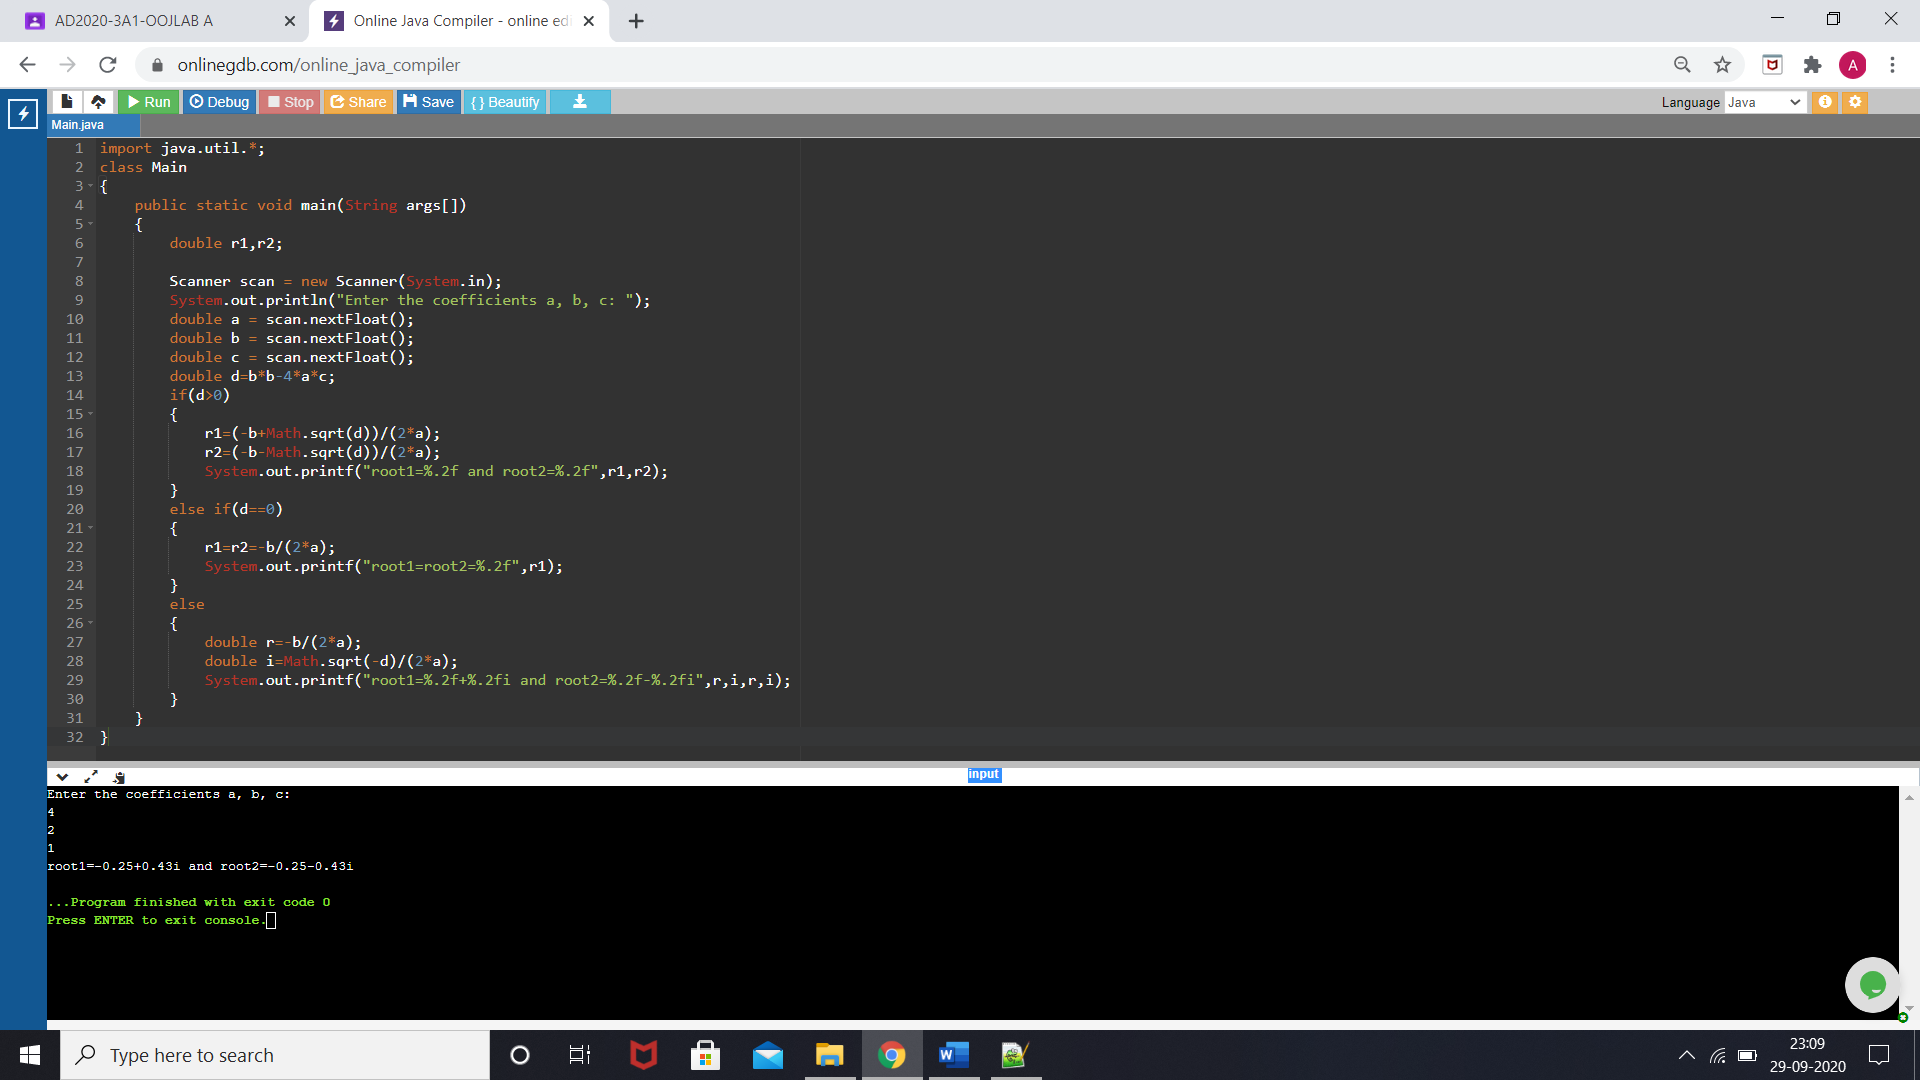 AD2020-3A1-OOJLAB A
Online Java Compiler - online edi
onlinegdb.com/online_java_compiler
A
Run Debug Stop Share Save { } Beautify
Language Java
Main.java
1 import java.util.*;
2 class Main
3 {
4 public static void main(String args[])
5 {
6 double r1,r2;
7
8 Scanner scan = new Scanner(System.in);
9 System.out.println("Enter the coefficients a, b, c: ");
10 double a = scan.nextFloat();
11 double b = scan.nextFloat();
12 double c = scan.nextFloat();
13 double d=b*b-4*a*c;
14 if(d>0)
15 {
16 r1=(-b+Math.sqrt(d))/(2*a);
17 r2=(-b-Math.sqrt(d))/(2*a);
18 System.out.printf("root1=%.2f and root2=%.2f",r1,r2);
19 }
20 else if(d==0)
21 {
22 r1=r2=-b/(2*a);
23 System.out.printf("root1=root2=%.2f",r1);
24 }
25 else
26 {
27 double r=-b/(2*a);
28 double i=Math.sqrt(-d)/(2*a);
29 System.out.printf("root1=%.2f+%.2fi and root2=%.2f-%.2fi",r,i,r,i);
30 }
31 }
32 }
input
Enter the coefficients a, b, c:
4
2
1
root1=-0.25+0.43i and root2=-0.25-0.43i
...Program finished with exit code 0
Press ENTER to exit console.
Type here to search
W
23:09
29-09-2020